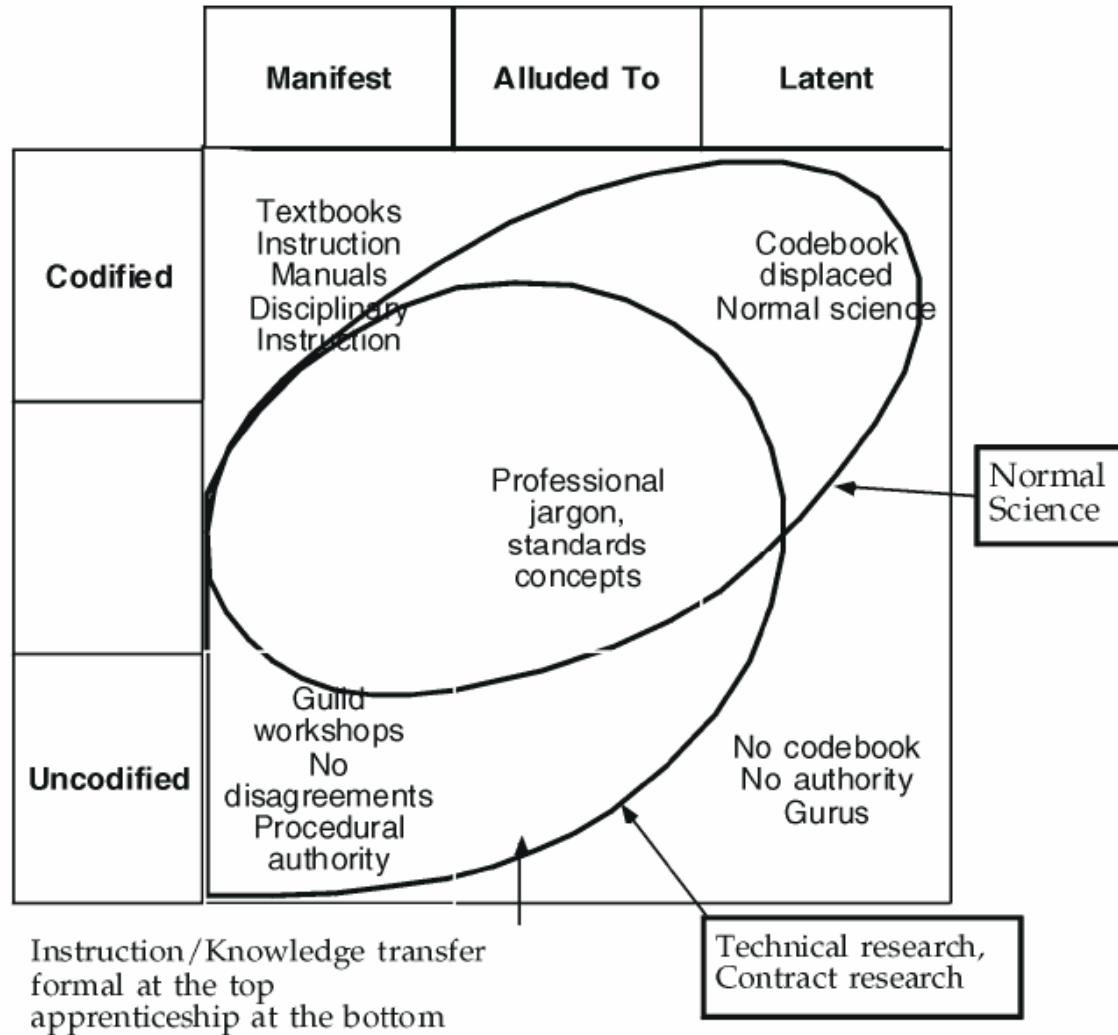 Manifest
Alluded To
Latent
Codified
Textbooks
Instruction
Manuals
Disciplinary
Instruction
Codebook
displaced
Normal science
Professional
jargon,
standards
concepts
Normal
Science
Uncodified
Guild
workshops
No
disagreements
Procedural
authority
No codebook
No authority
Gurus
Instruction/Knowledge transfer
formal at the top
apprenticeship at the bottom
Technical research,
Contract research